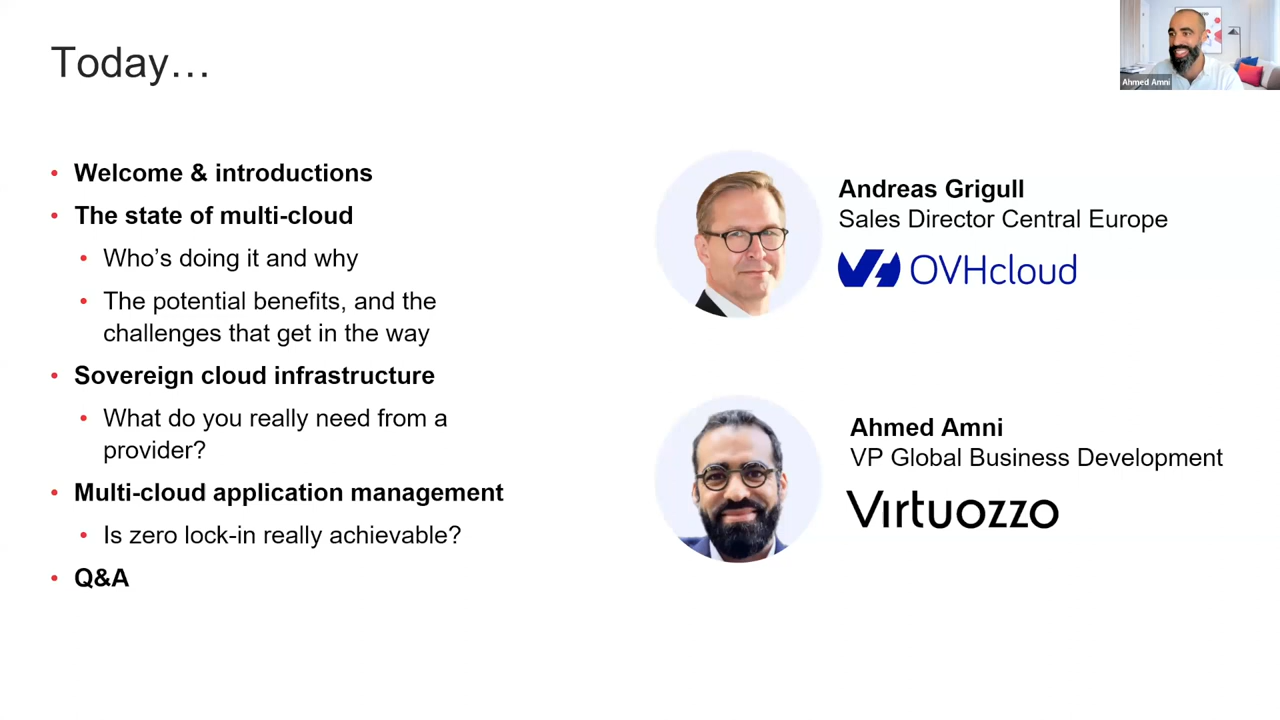 Today…
Ahmed Amni
Welcome & introductions
The state of multi-cloud
Who’s doing it and why
The potential benefits, and the
challenges that get in the way
Sovereign cloud infrastructure
What do you really need from a
provider?
Multi-cloud application management
Is zero lock-in really achievable?
Q&A
Andreas Grigull
Sales Director Central Europe
OVHcloud
Ahmed Amni
VP Global Business Development
Virtuozzo